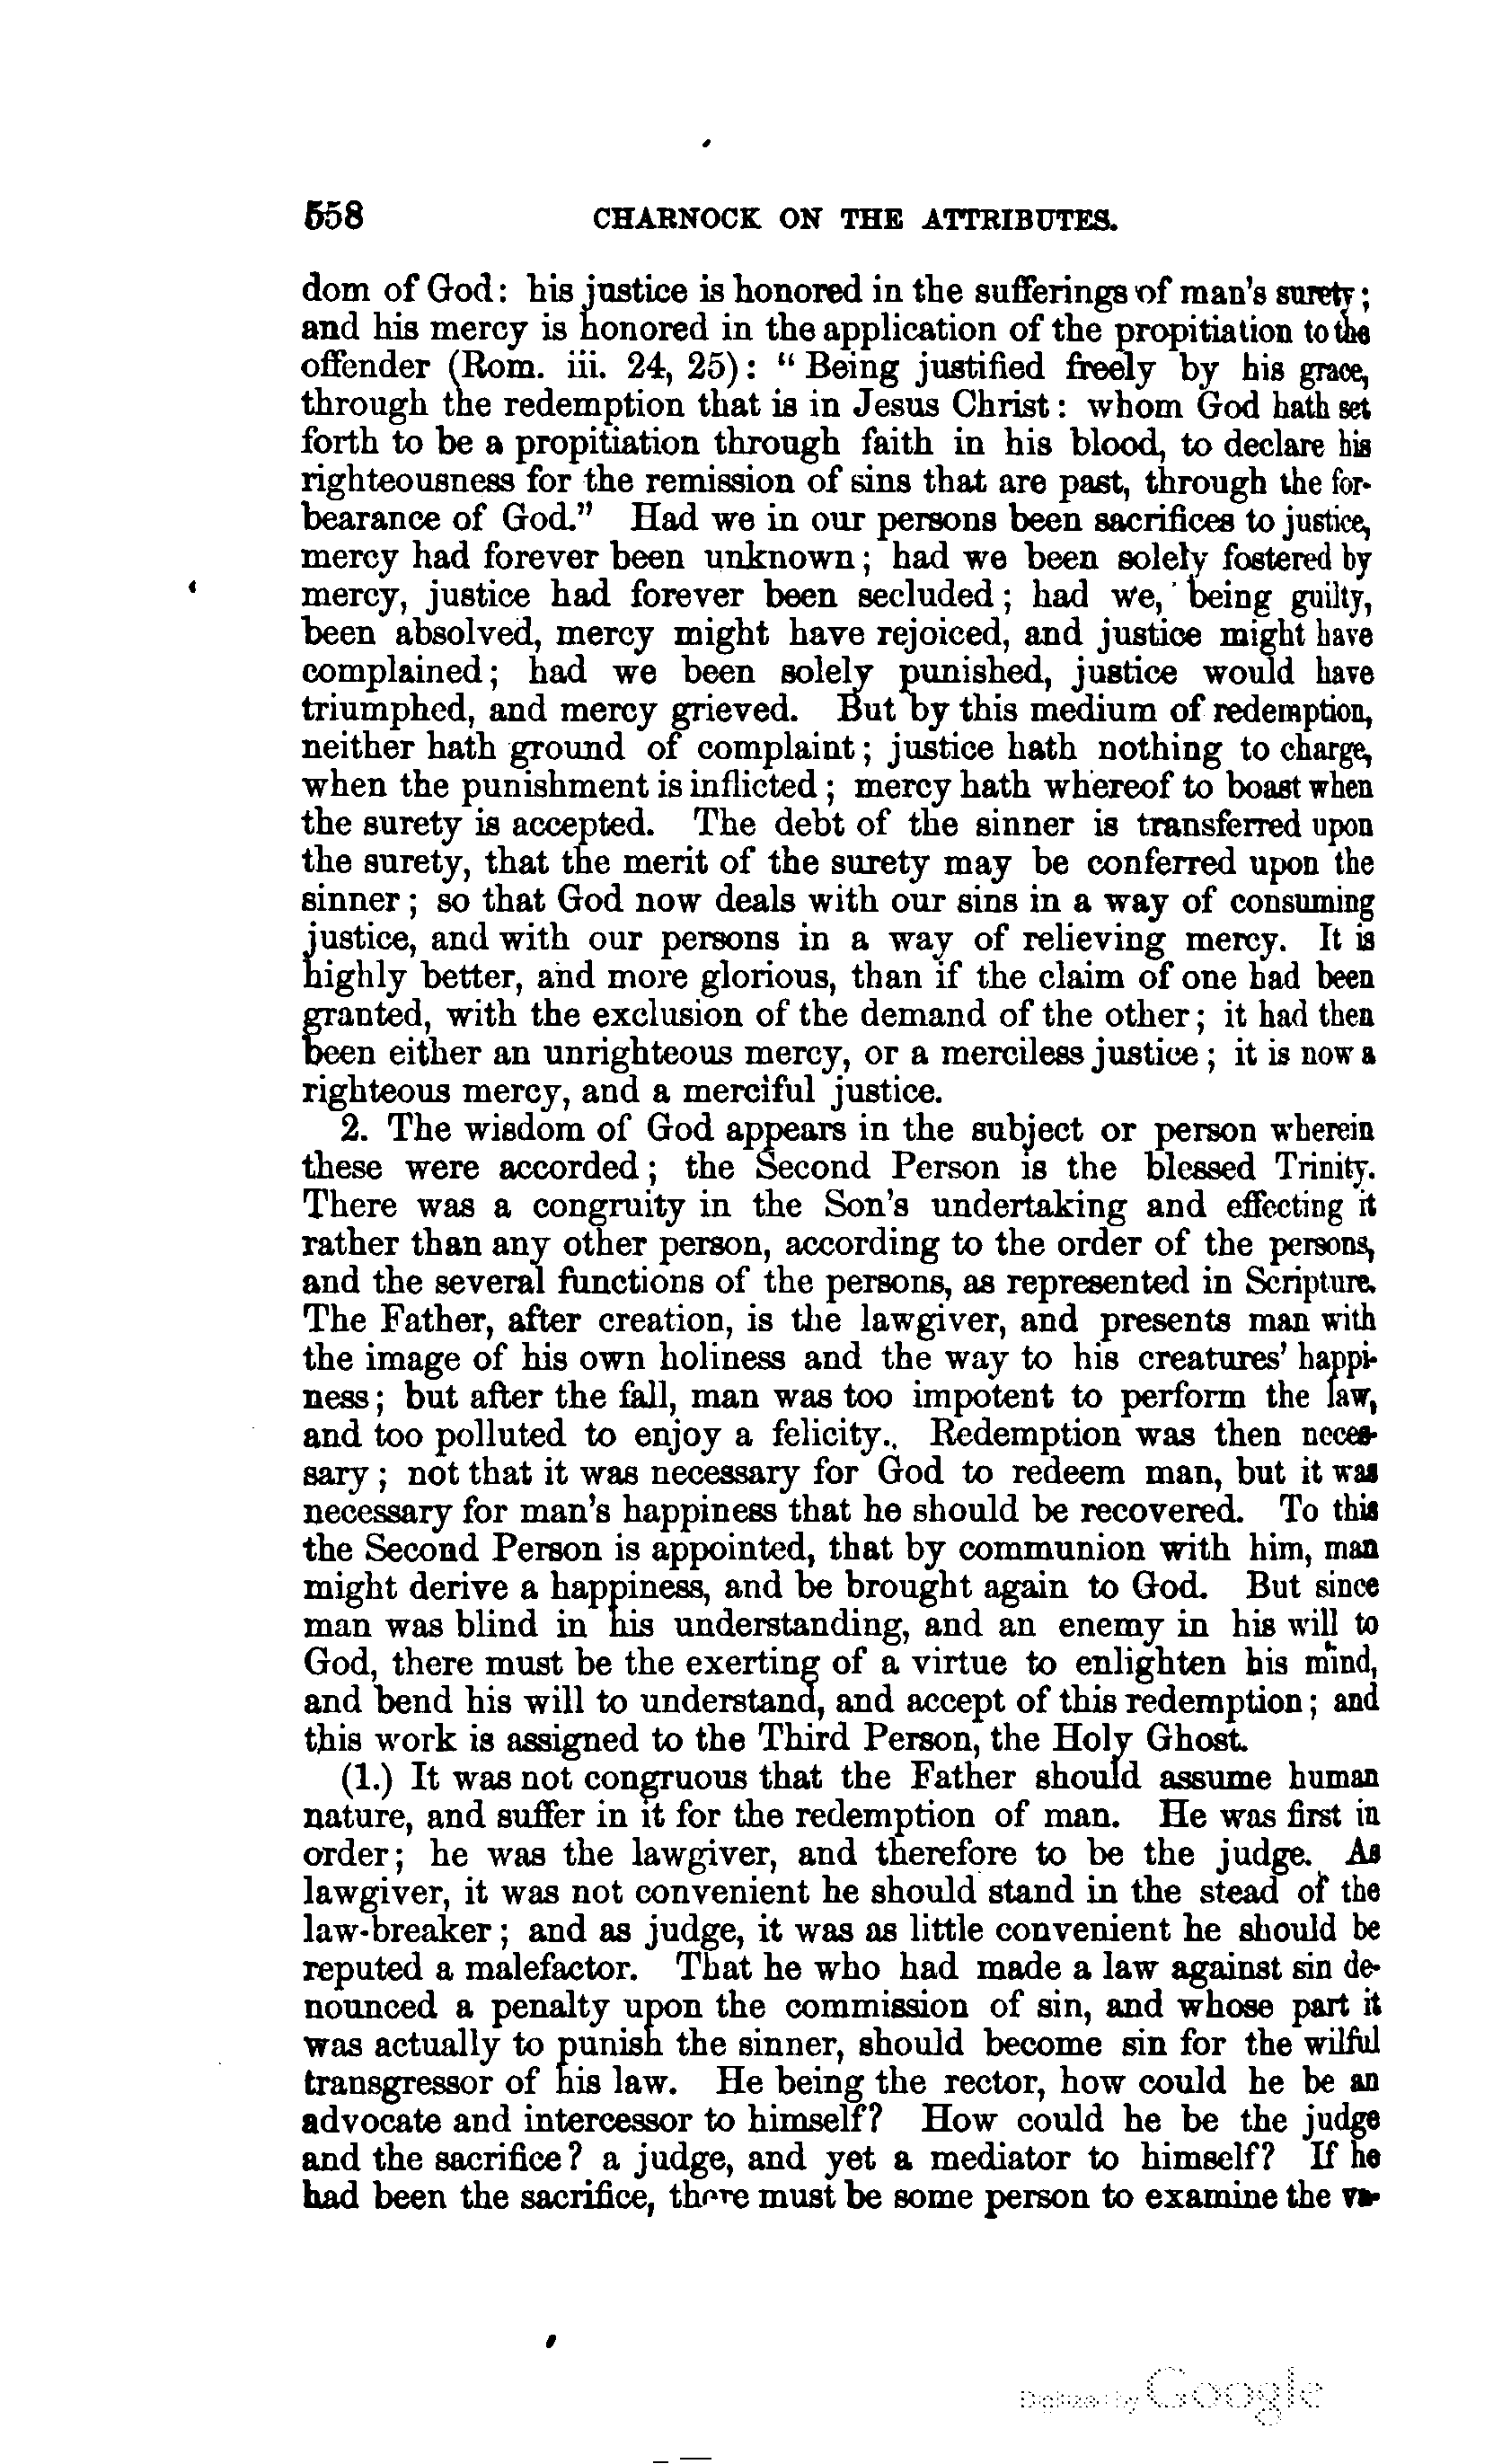 558 CHARNOCK ON THE ATTRIBUTES.
dom of God: his justice is honored in the sufferings of man's surety;
and his mercy is honored in the application of the propitiation to the
offender (Rom. iii. 24, 25): "Being justified freely by his grace,
through the redemption that is in Jesus Christ: whom God hath set
forth to be a propitiation through faith in his blood, to declare his
righteousness for the remission of sins that are past, through the for-
bearance of God." Had we in our persons been sacrifices to justice,
mercy had forever been unknown; had we been solely fostered by
mercy, justice had forever been secluded; had we, being guilty,
been absolved, mercy might have rejoiced, and justice might have
complained; had we been solely punished, justice would have
triumphed, and mercy grieved. But by this medium of redemption,
neither hath ground of complaint; justice hath nothing to charge,
when the punishment is inflicted; mercy hath whereof to boast when
the surety is accepted. The debt of the sinner is transferred upon
the surety, that the merit of the surety may be conferred upon the
sinner; so that God now deals with our sins in a way of consuming
justice, and with our persons in a way of relieving mercy. It is
highly better, and more glorious, than if the claim of one had been
granted, with the exclusion of the demand of the other; it had then
been either an unrighteous mercy, or a merciless justice; it is now a
righteous mercy, and a merciful justice.
2. The wisdom of God appears in the subject or person wherein
these were accorded; the Second Person is the blessed Trinity.
There was a congruity in the Son's undertaking and effecting it
rather than any other person, according to the order of the persons,
and the several functions of the persons, as represented in Scripture.
The Father, after creation, is the lawgiver, and presents man with
the image of his own holiness and the way to his creatures' happi-
ness; but after the fall, man was too impotent to perform the law,
and too polluted to enjoy a felicity. Redemption was then neces-
sary; not that it was necessary for God to redeem man, but it was
necessary for man's happiness that he should be recovered. To this
the Second Person is appointed, that by communion with him, man
might derive a happiness, and be brought again to God. But since
man was blind in his understanding, and an enemy in his will to
God, there must be the exerting of a virtue to enlighten his mind,
and bend his will to understand, and accept of this redemption; and
this work is assigned to the Third Person, the Holy Ghost.
(1.) It was not congruous that the Father should assume human
nature, and suffer in it for the redemption of man. He was first in
order; he was the lawgiver, and therefore to be the judge. As
lawgiver, it was not convenient he should stand in the stead of the
law-breaker; and as judge, it was as little convenient he should be
reputed a malefactor. That he who had made a law against sin de-
nounced a penalty upon the commission of sin, and whose part it
was actually to punish the sinner, should become sin for the wilful
transgressor of his law. He being the rector, how could he be an
advocate and intercessor to himself? How could he be the judge
and the sacrifice? a judge, and yet a mediator to himself? If he
had been the sacrifice, there must be some person to examine the va-
Digitized by Google